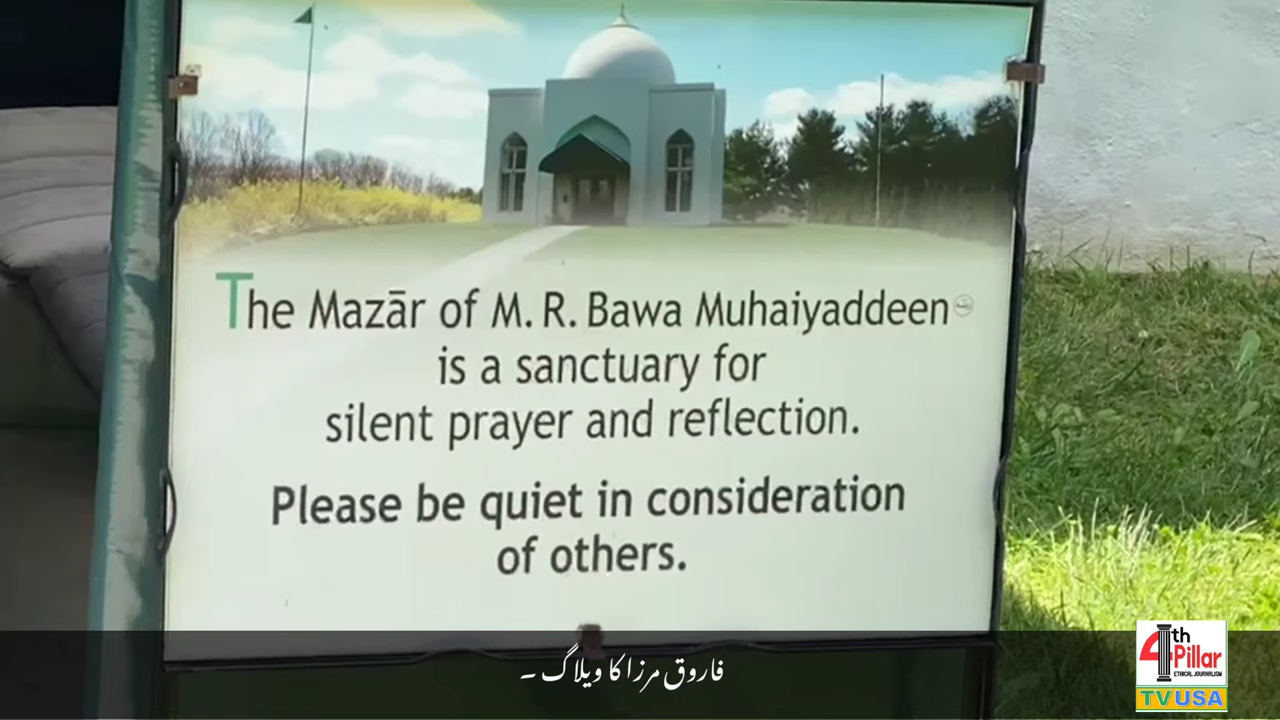 The Mazār of M. R. Bawa Muhaiyaddeen
is a sanctuary for
silent prayer and reflection.
Please be quiet in consideration
of others.
فاروق مرزا کا ویلاگ ۔
4th
Pillar
ETHICAL JOURNALISM
TV USA